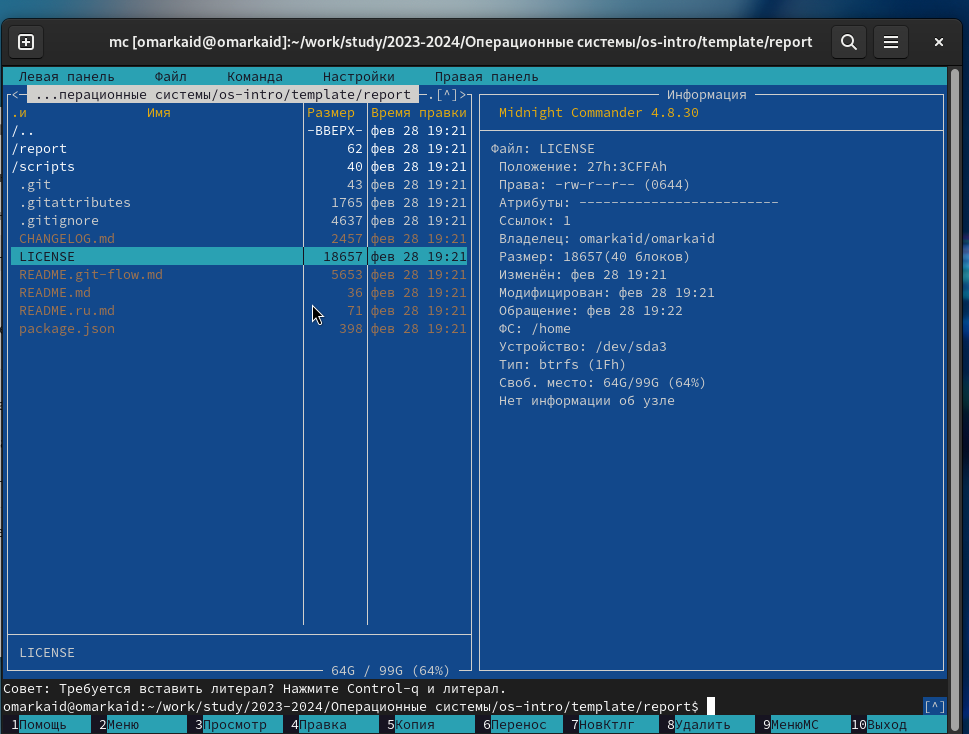 mc [omarkaid@omarkaid]:~/work/study/2023-2024/Операционные системы/os-intro/template/report
Левая панель Файл Команда Настройки Правая панель
<─ ...перационные системы/os-intro/template/report ─.[^]>
.и Имя Размер Время правки
/.. -ВВЕРХ- фев 28 19:21
/report 62 фев 28 19:21
/scripts 40 фев 28 19:21
.git 43 фев 28 19:21
.gitattributes 1765 фев 28 19:21
.gitignore 4637 фев 28 19:21
CHANGELOG.md 2457 фев 28 19:21
LICENSE 18657 фев 28 19:21
README.git-flow.md 5653 фев 28 19:21
README.md 36 фев 28 19:21
README.ru.md 71 фев 28 19:21
package.json 398 фев 28 19:21
LICENSE
64G / 99G (64%)
Информация
Midnight Commander 4.8.30
Файл: LICENSE
Положение: 27h:3CFFAh
Права: -rw-r--r-- (0644)
Атрибуты: -------------------------
Ссылок: 1
Владелец: omarkaid/omarkaid
Размер: 18657(40 блоков)
Изменён: фев 28 19:21
Модифицирован: фев 28 19:21
Обращение: фев 28 19:22
ФС: /home
Устройство: /dev/sda3
Тип: btrfs (1Fh)
Своб. место: 64G/99G (64%)
Нет информации об узле
Совет: Требуется вставить литерал? Нажмите Control-q и литерал.
omarkaid@omarkaid:~/work/study/2023-2024/Операционные системы/os-intro/template/report$ [^]
1Помощь 2Меню 3Просмотр 4Правка 5Копия 6Перенос 7НовКтлг 8Удалить 9МенюMC 10Выход